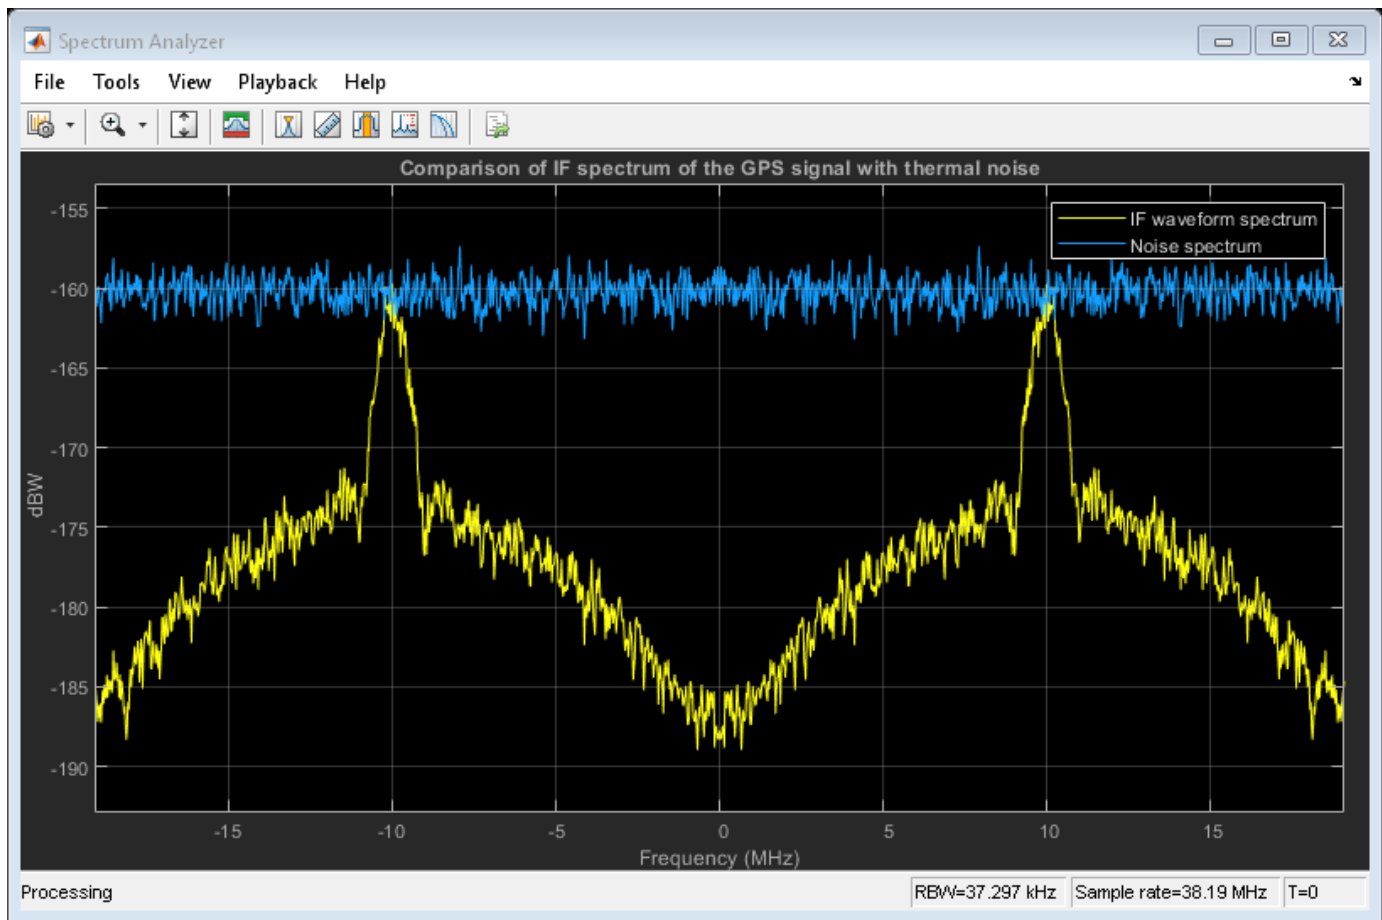 Spectrum Analyzer
File Tools View Playback Help
Comparison of IF spectrum of the GPS signal with thermal noise
IF waveform spectrum
Noise spectrum
-155
-160
-165
-170
-175
-180
-185
-190
dBW
-15 -10 -5 0 5 10 15
Frequency (MHz)
Processing RBW=37.297 kHz Sample rate=38.19 MHz T=0